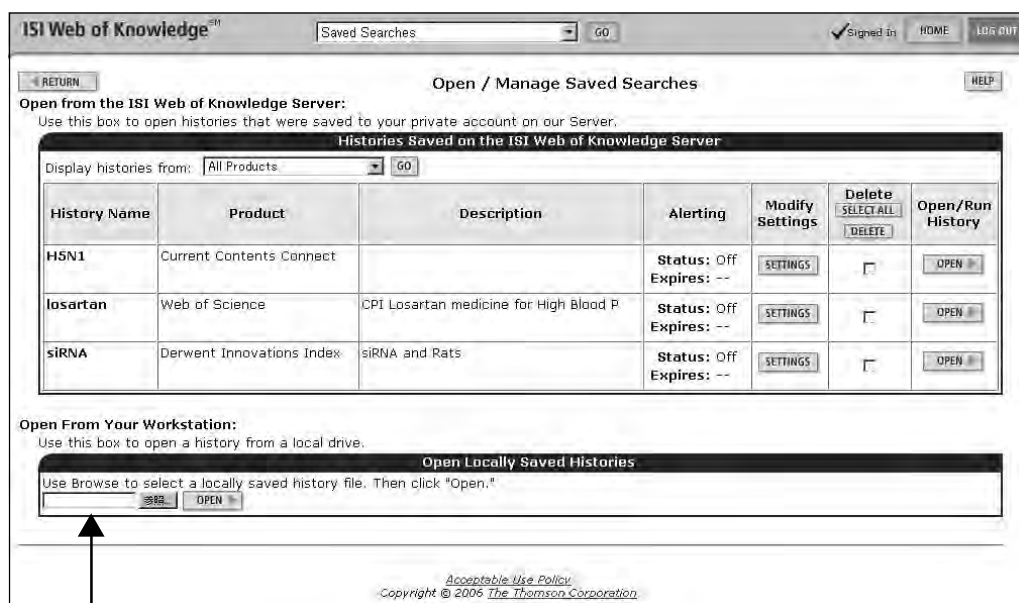 ISI Web of Knowledge℠
Saved Searches GO
Signed in HOME LOG OUT
RETURN
Open / Manage Saved Searches
HELP
Open from the ISI Web of Knowledge Server:
Use this box to open histories that were saved to your private account on our Server.
Histories Saved on the ISI Web of Knowledge Server
Display histories from: All Products GO
History Name Product Description Alerting Modify Settings Delete SELECT ALL DELETE Open/Run History
H5N1 Current Contents Connect Status: Off Expires: -- SETTINGS OPEN
losartan Web of Science CPI Losartan medicine for High Blood P Status: Off Expires: -- SETTINGS OPEN
siRNA Derwent Innovations Index siRNA and Rats Status: Off Expires: -- SETTINGS OPEN
Open From Your Workstation:
Use this box to open a history from a local drive.
Open Locally Saved Histories
Use Browse to select a locally saved history file. Then click "Open."
参照... OPEN
Acceptable Use Policy
Copyright © 2006 The Thomson Corporation